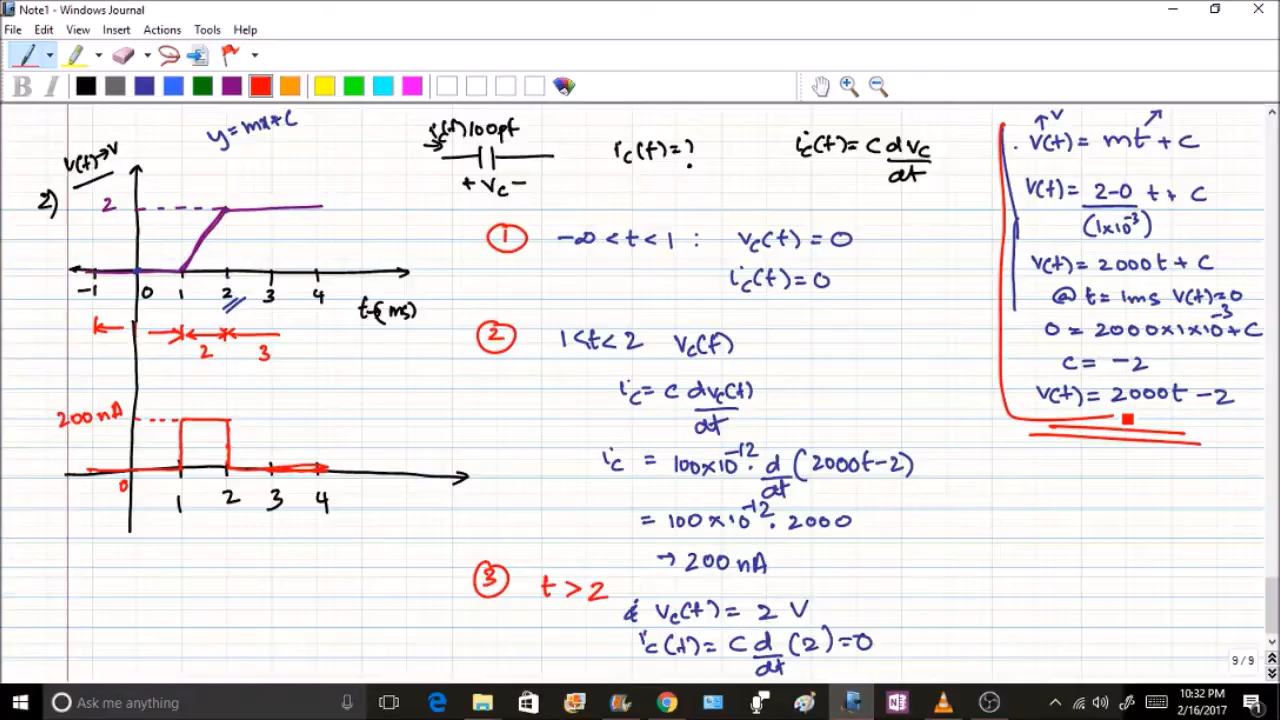 Note1 - Windows Journal
File Edit View Insert Actions Tools Help
B I
y = mx + c
V(t)→V
2)
2
-1 0 1 2 3 4
t→(ms)
2 3
200 nA
0
1 2 3 4
100pf
+ Vc -
ic(t) = ?
ic(t) = C dVc/dt
1 -∞ < t < 1 : Vc(t) = 0
ic(t) = 0
2 1 < t < 2 Vc(t)
ic = C dVc(t)/dt
ic = 100×10⁻¹² · d/dt (2000t - 2)
= 100×10⁻¹² · 2000
→ 200 nA
3 t > 2
Vc(t) = 2 V
ic(t) = C d/dt (2) = 0
V
V(t) = mt + C
V(t) = 2-0/(1×10⁻³) t + C
V(t) = 2000t + C
@ t = 1ms V(t) = 0
0 = 2000×1×10⁻³ + C
C = -2
V(t) = 2000t - 2
9 / 9
Ask me anything
10:32 PM
2/16/2017